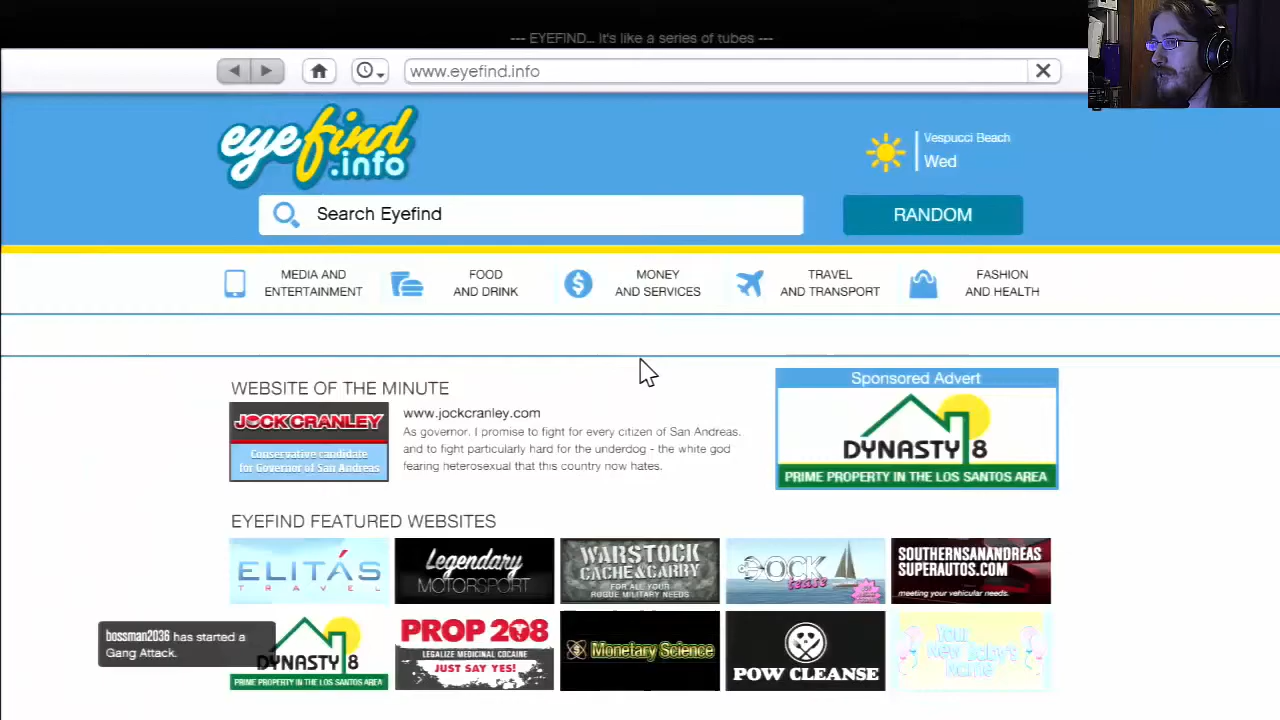 --- EYEFIND... It's like a series of tubes ---
www.eyefind.info
eyefind
.info
Vespucci Beach
Wed
Search Eyefind
RANDOM
MEDIA AND
ENTERTAINMENT
FOOD
AND DRINK
MONEY
AND SERVICES
TRAVEL
AND TRANSPORT
FASHION
AND HEALTH
WEBSITE OF THE MINUTE
JOCK CRANLEY
Conservative candidate
for Governor of San Andreas
www.jockcranley.com
As governor. I promise to fight for every citizen of San Andreas.
and to fight particularly hard for the underdog - the white god
fearing heterosexual that this country now hates.
Sponsored Advert
DYNASTY 8
PRIME PROPERTY IN THE LOS SANTOS AREA
EYEFIND FEATURED WEBSITES
ELITÁS
TRAVEL
Legendary
MOTORSPORT
WARSTOCK
CACHE & CARRY
FOR ALL YOUR
ROGUE MILITARY NEEDS
DOCK
tease
SOUTHERNSANANDREAS
SUPERAUTOS.COM
meeting your vehicular needs.
bossman2036 has started a
Gang Attack.
DYNASTY 8
PRIME PROPERTY IN THE LOS SANTOS AREA
PROP 208
LEGALIZE MEDICINAL COCAINE
JUST SAY YES!
Monetary Science
POW CLEANSE
YOUR
NEW baby's
NAME